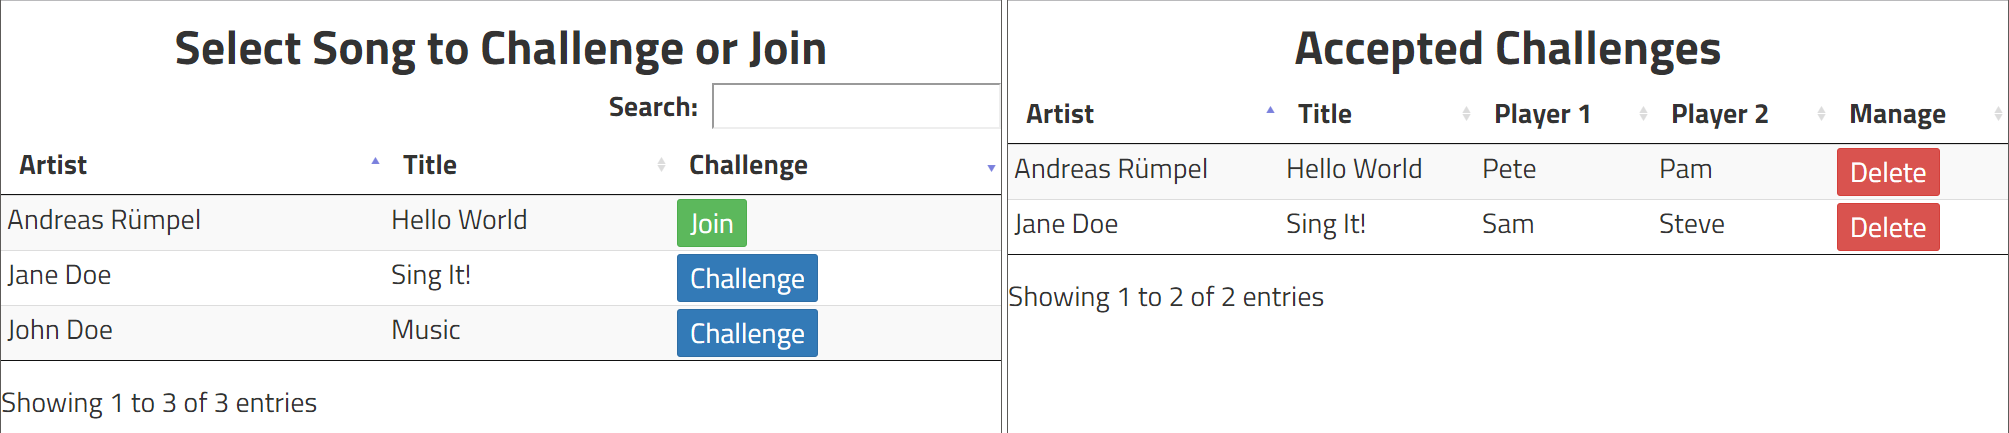 Select Song to Challenge or Join
Search:
Artist Title Challenge
Andreas Rümpel Hello World Join
Jane Doe Sing It! Challenge
John Doe Music Challenge
Showing 1 to 3 of 3 entries
Accepted Challenges
Artist Title Player 1 Player 2 Manage
Andreas Rümpel Hello World Pete Pam Delete
Jane Doe Sing It! Sam Steve Delete
Showing 1 to 2 of 2 entries